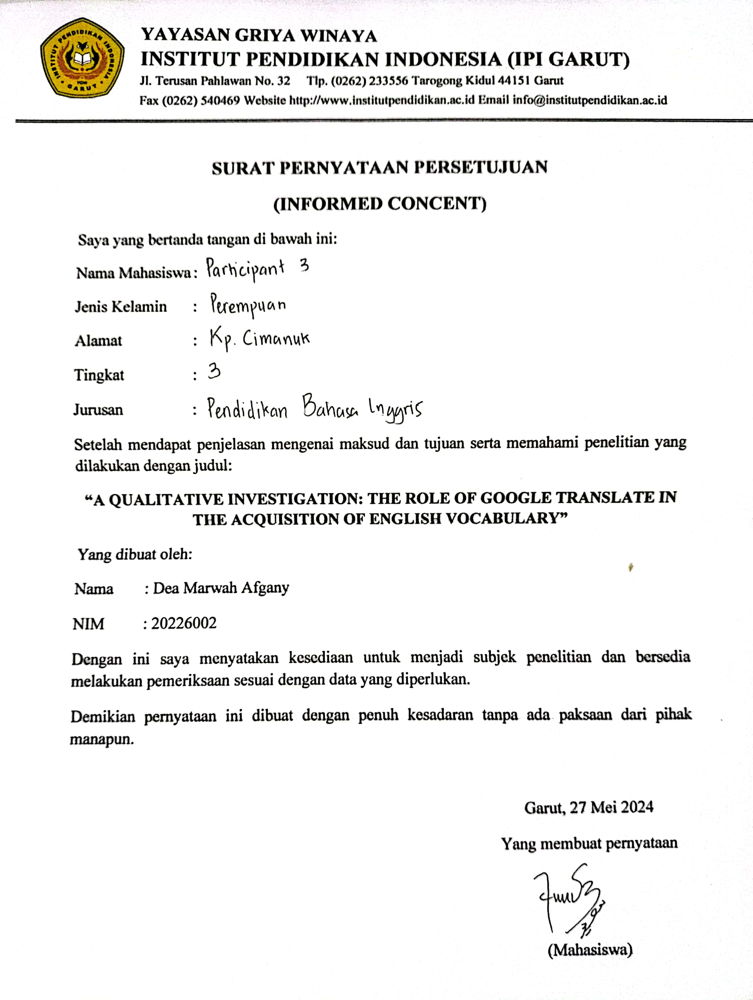 INSTITUT PENDIDIKAN INDONESIA
YGW
GARUT
YAYASAN GRIYA WINAYA
INSTITUT PENDIDIKAN INDONESIA (IPI GARUT)
Jl. Terusan Pahlawan No. 32 Tlp. (0262) 233556 Tarogong Kidul 44151 Garut
Fax (0262) 540469 Website http://www.institutpendidikan.ac.id Email info@institutpendidikan.ac.id
SURAT PERNYATAAN PERSETUJUAN
(INFORMED CONCENT)
Saya yang bertanda tangan di bawah ini:
Nama Mahasiswa : Participant 3
Jenis Kelamin : Perempuan
Alamat : Kp. Cimanuk
Tingkat : 3
Jurusan : Pendidikan Bahasa Inggris
Setelah mendapat penjelasan mengenai maksud dan tujuan serta memahami penelitian yang
dilakukan dengan judul:
“A QUALITATIVE INVESTIGATION: THE ROLE OF GOOGLE TRANSLATE IN
THE ACQUISITION OF ENGLISH VOCABULARY”
Yang dibuat oleh:
Nama : Dea Marwah Afgany
NIM : 20226002
Dengan ini saya menyatakan kesediaan untuk menjadi subjek penelitian dan bersedia
melakukan pemeriksaan sesuai dengan data yang diperlukan.
Demikian pernyataan ini dibuat dengan penuh kesadaran tanpa ada paksaan dari pihak
manapun.
Garut, 27 Mei 2024
Yang membuat pernyataan
(Mahasiswa)